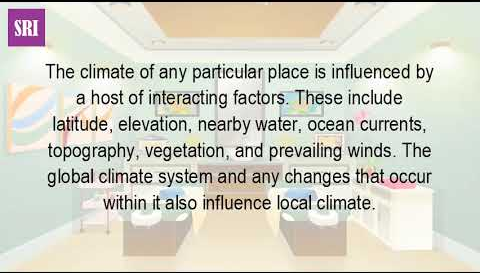 SRI
The climate of any particular place is influenced by
a host of interacting factors. These include
latitude, elevation, nearby water, ocean currents,
topography, vegetation, and prevailing winds. The
global climate system and any changes that occur
within it also influence local climate.